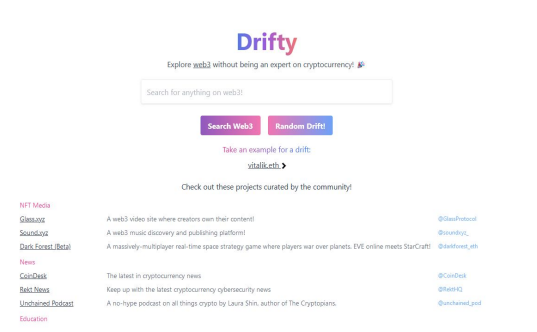 Drifty
Explore web3 without being an expert on cryptocurrency! 🎉
Search for anything on web3!
Search Web3 Random Drift!
Take an example for a drift:
vitalik.eth ❯
Check out these projects curated by the community!
NFT Media
Glass.xyz A web3 video site where creators own their content! @GlassProtocol
Sound.xyz A web3 music discovery and publishing platform! @soundxyz_
Dark Forest (Beta) A massively-multiplayer real-time space strategy game where players war over planets. EVE online meets StarCraft! @darkforest_eth
News
CoinDesk The latest in cryptocurrency news @CoinDesk
Rekt News Keep up with the latest cryptocurrency cybersecurity news @RektHQ
Unchained Podcast A no-hype podcast on all things crypto by Laura Shin, author of The Cryptopians. @unchained_pod
Education